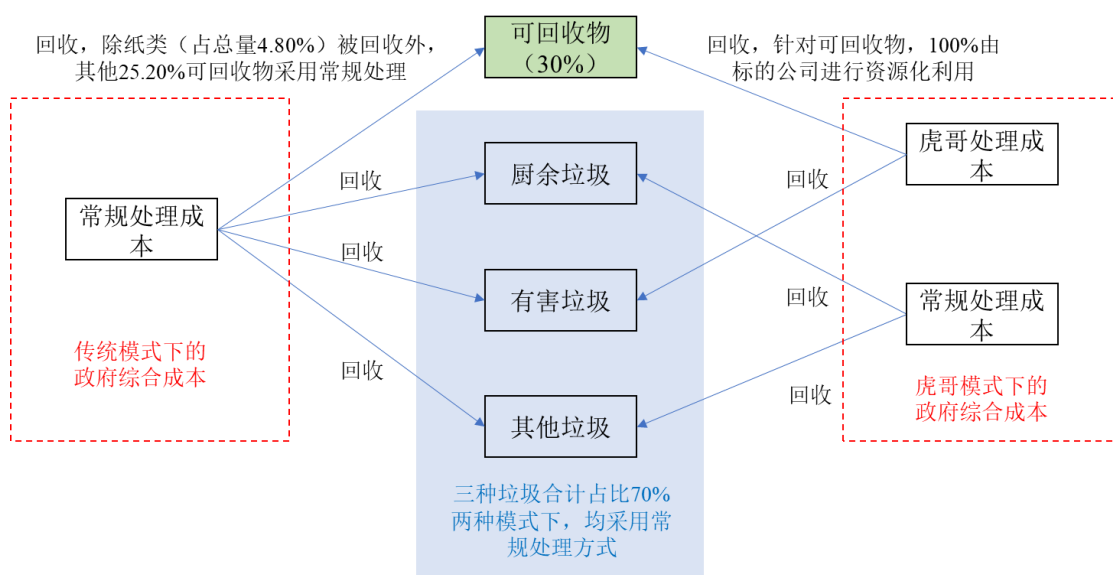 回收，除纸类（占总量4.80%）被回收外，
其他25.20%可回收物采用常规处理
可回收物
（30%）
回收，针对可回收物，100%由
标的公司进行资源化利用
常规处理成
本
传统模式下的
政府综合成本
回收
回收
回收
厨余垃圾
有害垃圾
其他垃圾
三种垃圾合计占比70%
两种模式下，均采用常
规处理方式
回收
回收
回收
虎哥处理成
本
常规处理成
本
虎哥模式下的
政府综合成本